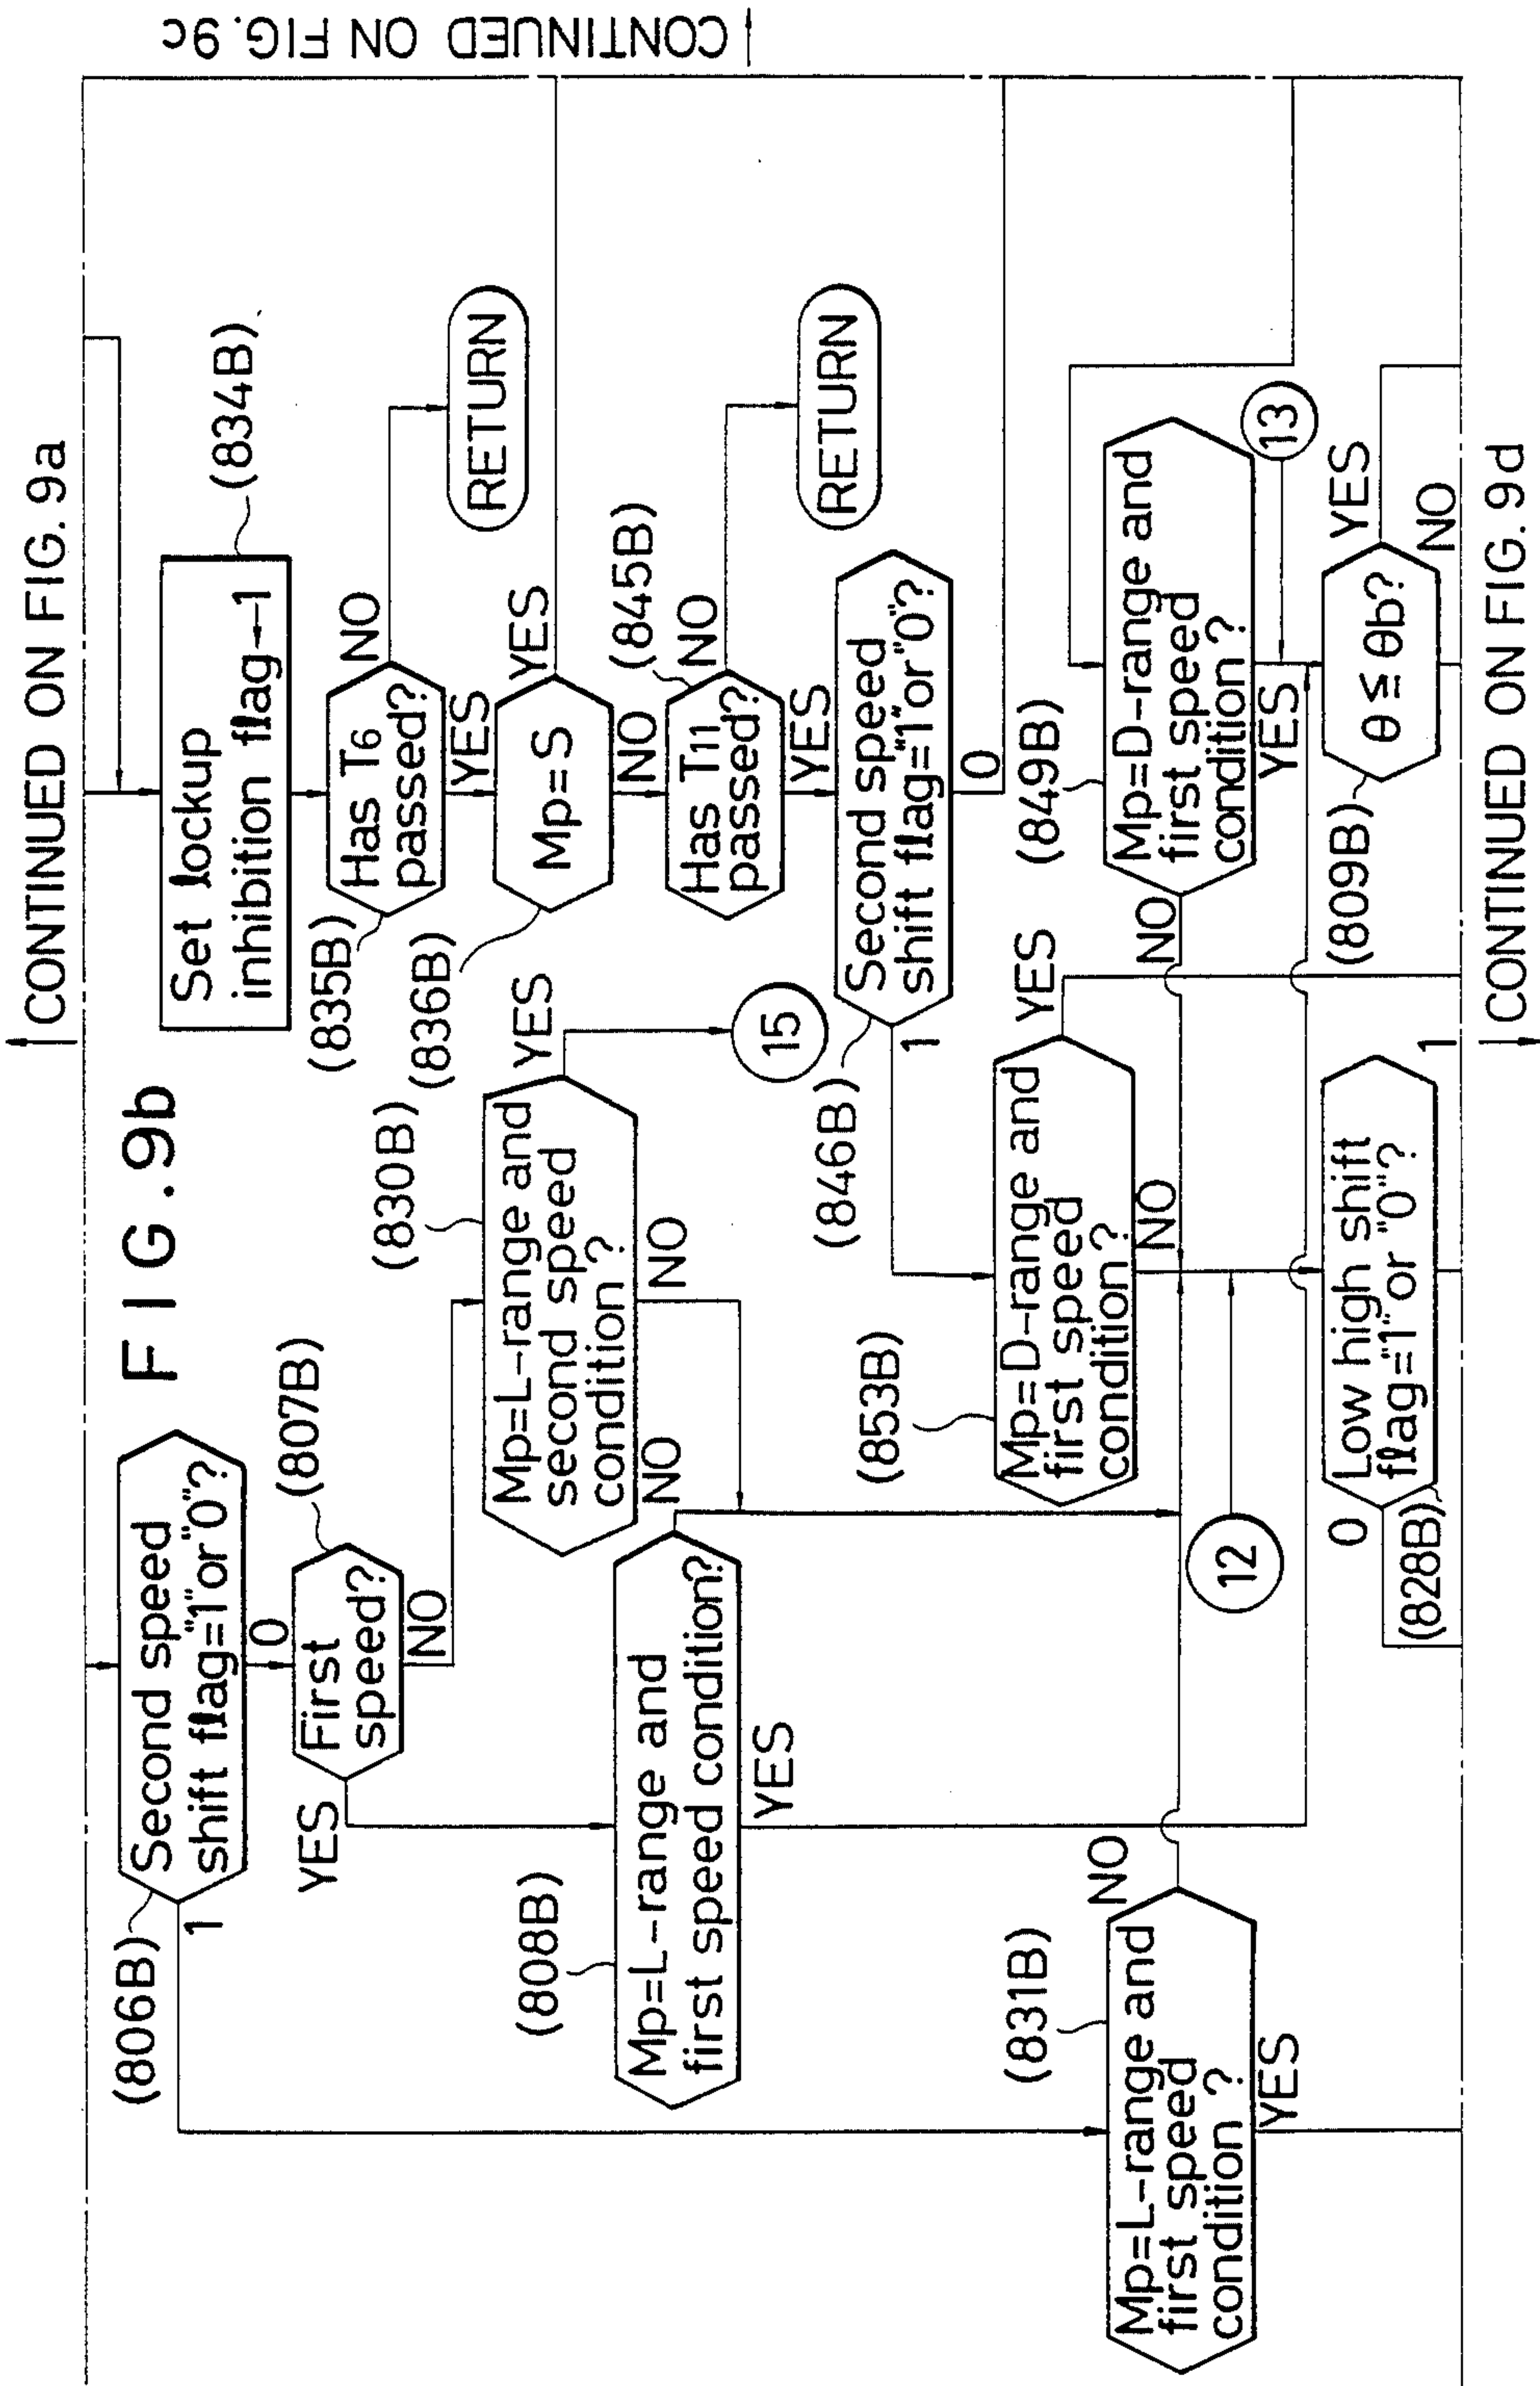 CONTINUED ON FIG. 9a
FIG. 9b
CONTINUED ON FIG. 9c
(806B)
Second speed
shift flag="1"or"0"?
1
0
(807B)
First
speed?
YES
NO
(830B)
Mp=L-range and
second speed
condition ?
YES
NO
15
(808B)
Mp=L-range and
first speed condition?
NO
YES
(831B)
Mp=L-range and
first speed
condition ?
NO
YES
Set lockup
inhibition flag←1
(834B)
(835B)
Has T6
passed?
NO
RETURN
YES
(836B)
Mp=S
YES
NO
(845B)
Has T11
passed?
NO
RETURN
YES
(846B)
Second speed
shift flag="1"or"0"?
1
0
(853B)
Mp=D-range and
first speed
condition ?
YES
NO
(849B)
Mp=D-range and
first speed
condition ?
NO
YES
13
12
(828B)
Low high shift
flag="1"or "0"?
0
1
(809B)
θ ≦ θb?
YES
NO
CONTINUED ON FIG. 9d